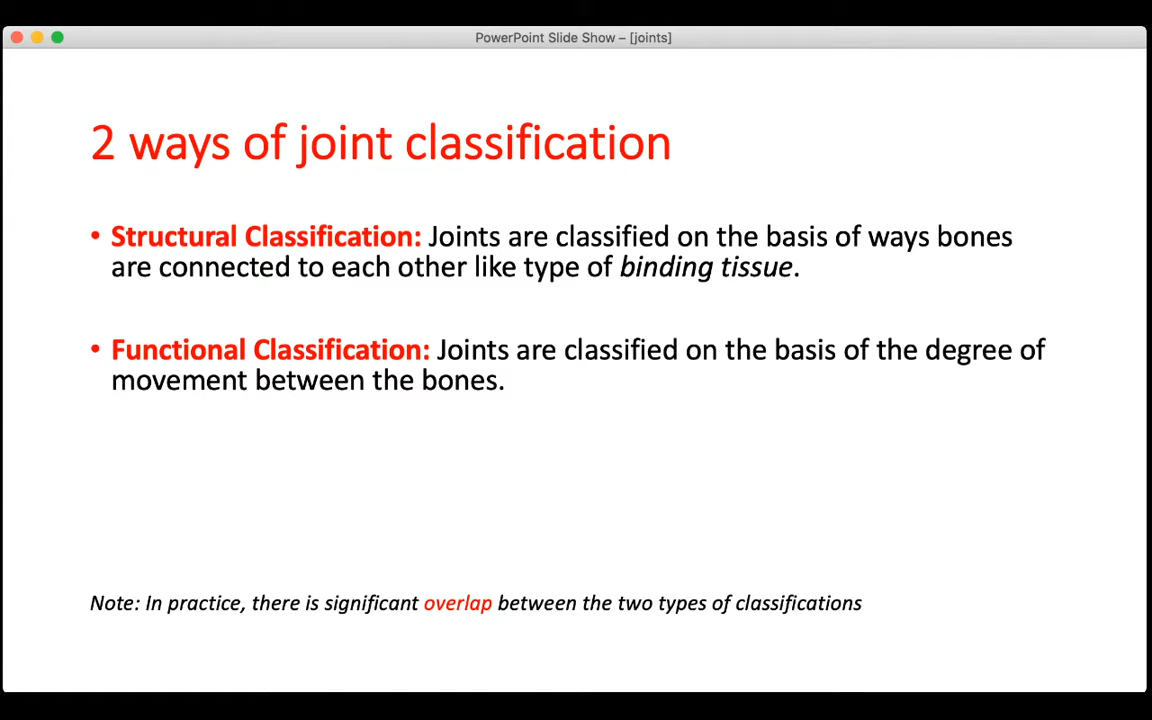 PowerPoint Slide Show – [joints]
2 ways of joint classification
• Structural Classification: Joints are classified on the basis of ways bones
are connected to each other like type of binding tissue.
• Functional Classification: Joints are classified on the basis of the degree of
movement between the bones.
Note: In practice, there is significant overlap between the two types of classifications